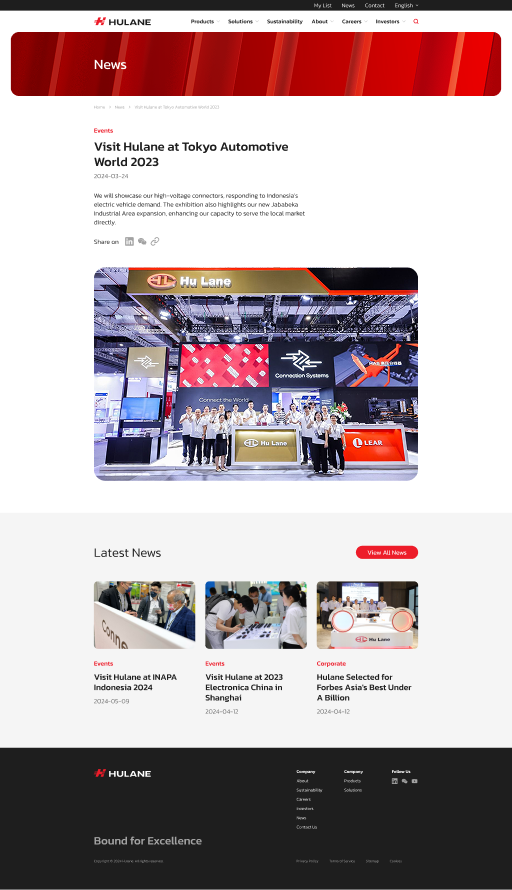 My List News Contact English
HULANE Products Solutions Sustainability About Careers Investors
News
Home > News > Visit Hulane at Tokyo Automotive World 2023
Events
Visit Hulane at Tokyo Automotive
World 2023
2024-03-24
We will showcase our high-voltage connectors, responding to Indonesia's
electric vehicle demand. The exhibition also highlights our new Jababeka
Industrial Area expansion, enhancing our capacity to serve the local market
directly.
Share on
Hu Lane
Connection Systems
Connect the World
Hu Lane
LEAR
Latest News
View All News
Conne
Hu Lane
Events
Visit Hulane at INAPA
Indonesia 2024
2024-05-09
Events
Visit Hulane at 2023
Electronica China in
Shanghai
2024-04-12
Corporate
Hulane Selected for
Forbes Asia's Best Under
A Billion
2024-04-12
HULANE
Company
About
Sustainability
Careers
Investors
News
Contact Us
Company
Products
Solutions
Follow Us
Bound for Excellence
Copyright © 2024 Hulane. All rights reserved.
Privacy Policy Terms of Service Sitemap Cookies